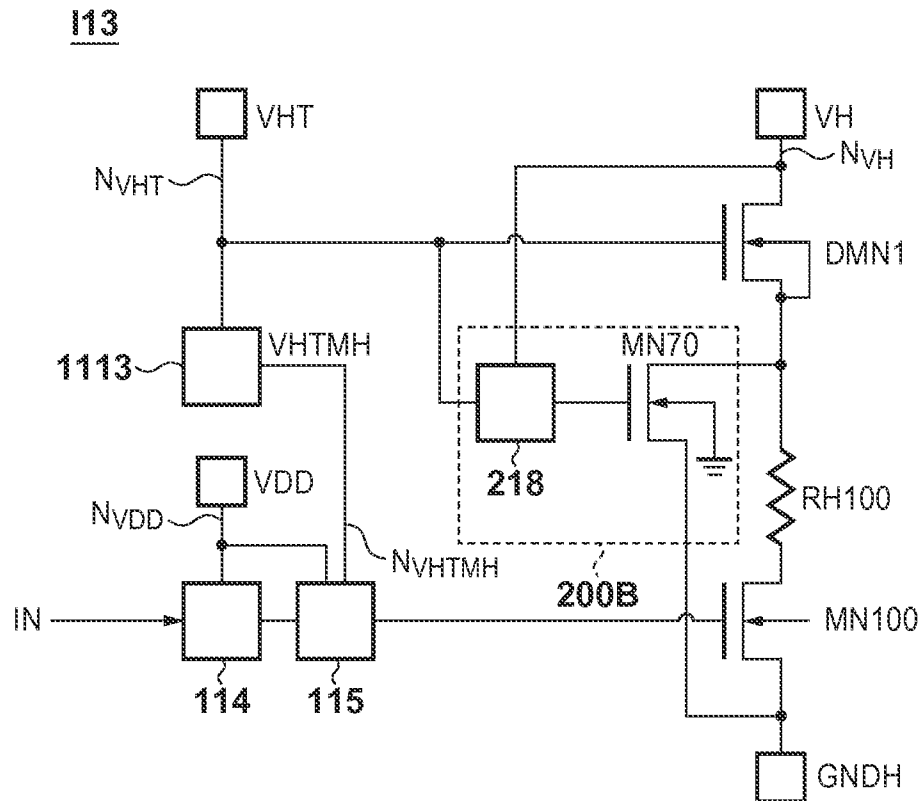 I13
VHT
VH
NVHT
NVH
DMN1
1113
VHTMH
MN70
218
VDD
NVDD
NVHTMH
RH100
200B
IN
MN100
114
115
GNDH